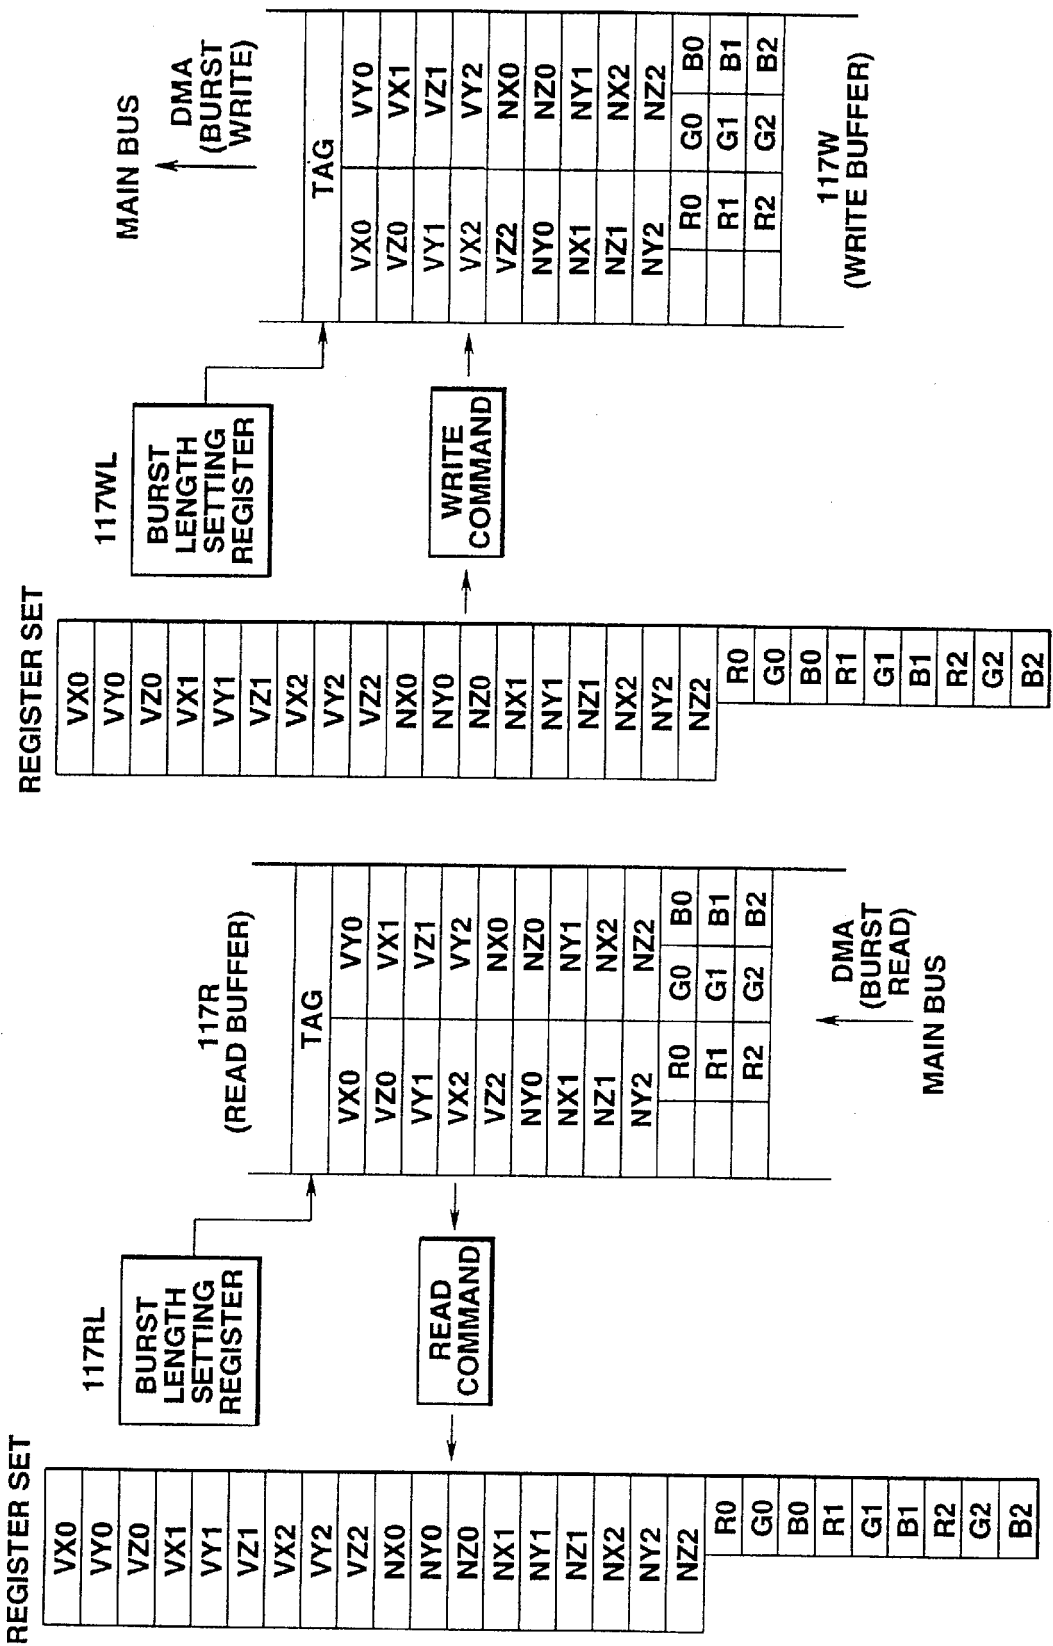 REGISTER SET
VX0
VY0
VZ0
VX1
VY1
VZ1
VX2
VY2
VZ2
NX0
NY0
NZ0
NX1
NY1
NZ1
NX2
NY2
NZ2
R0
G0
B0
R1
G1
B1
R2
G2
B2
117RL
BURST
LENGTH
SETTING
REGISTER
READ
COMMAND
117R
(READ BUFFER)
TAG
VX0 VY0
VZ0 VX1
VY1 VZ1
VX2 VY2
VZ2 NX0
NY0 NZ0
NX1 NY1
NZ1 NX2
NY2 NZ2
R0 G0 B0
R1 G1 B1
R2 G2 B2
DMA
(BURST
READ)
MAIN BUS
REGISTER SET
VX0
VY0
VZ0
VX1
VY1
VZ1
VX2
VY2
VZ2
NX0
NY0
NZ0
NX1
NY1
NZ1
NX2
NY2
NZ2
R0
G0
B0
R1
G1
B1
R2
G2
B2
117WL
BURST
LENGTH
SETTING
REGISTER
WRITE
COMMAND
MAIN BUS
DMA
(BURST
WRITE)
TAG
VX0 VY0
VZ0 VX1
VY1 VZ1
VX2 VY2
VZ2 NX0
NY0 NZ0
NX1 NY1
NZ1 NX2
NY2 NZ2
R0 G0 B0
R1 G1 B1
R2 G2 B2
117W
(WRITE BUFFER)